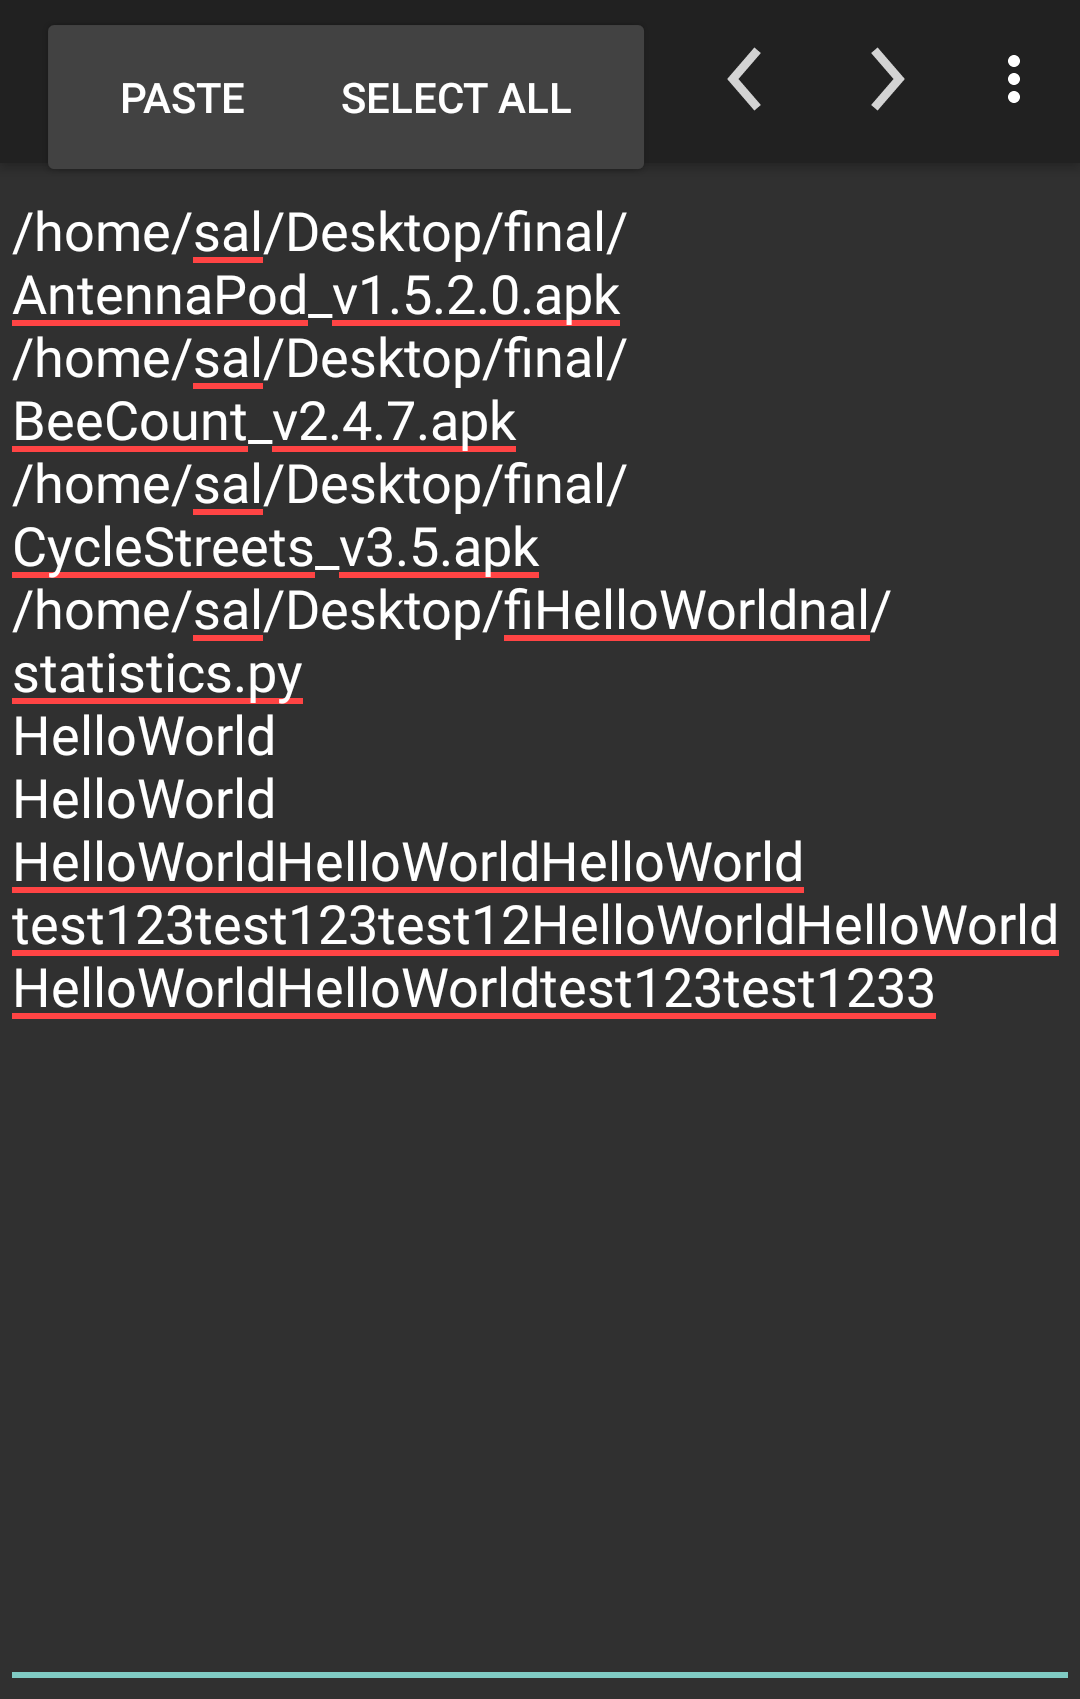 PASTE SELECT ALL
/home/sal/Desktop/final/
AntennaPod_v1.5.2.0.apk
/home/sal/Desktop/final/
BeeCount_v2.4.7.apk
/home/sal/Desktop/final/
CycleStreets_v3.5.apk
/home/sal/Desktop/fiHelloWorldnal/
statistics.py
HelloWorld
HelloWorld
HelloWorldHelloWorldHelloWorld
test123test123test12HelloWorldHelloWorld
HelloWorldHelloWorldtest123test1233